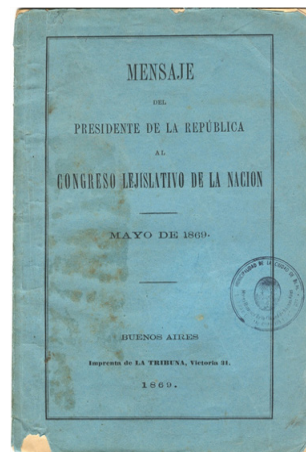 MENSAJE
DEL
PRESIDENTE DE LA REPÚBLICA
AL
CONGRESO LEJISLATIVO DE LA NACION
MAYO DE 1869.
BUENOS AIRES
Imprenta de LA TRIBUNA, Victoria 31.
1869.